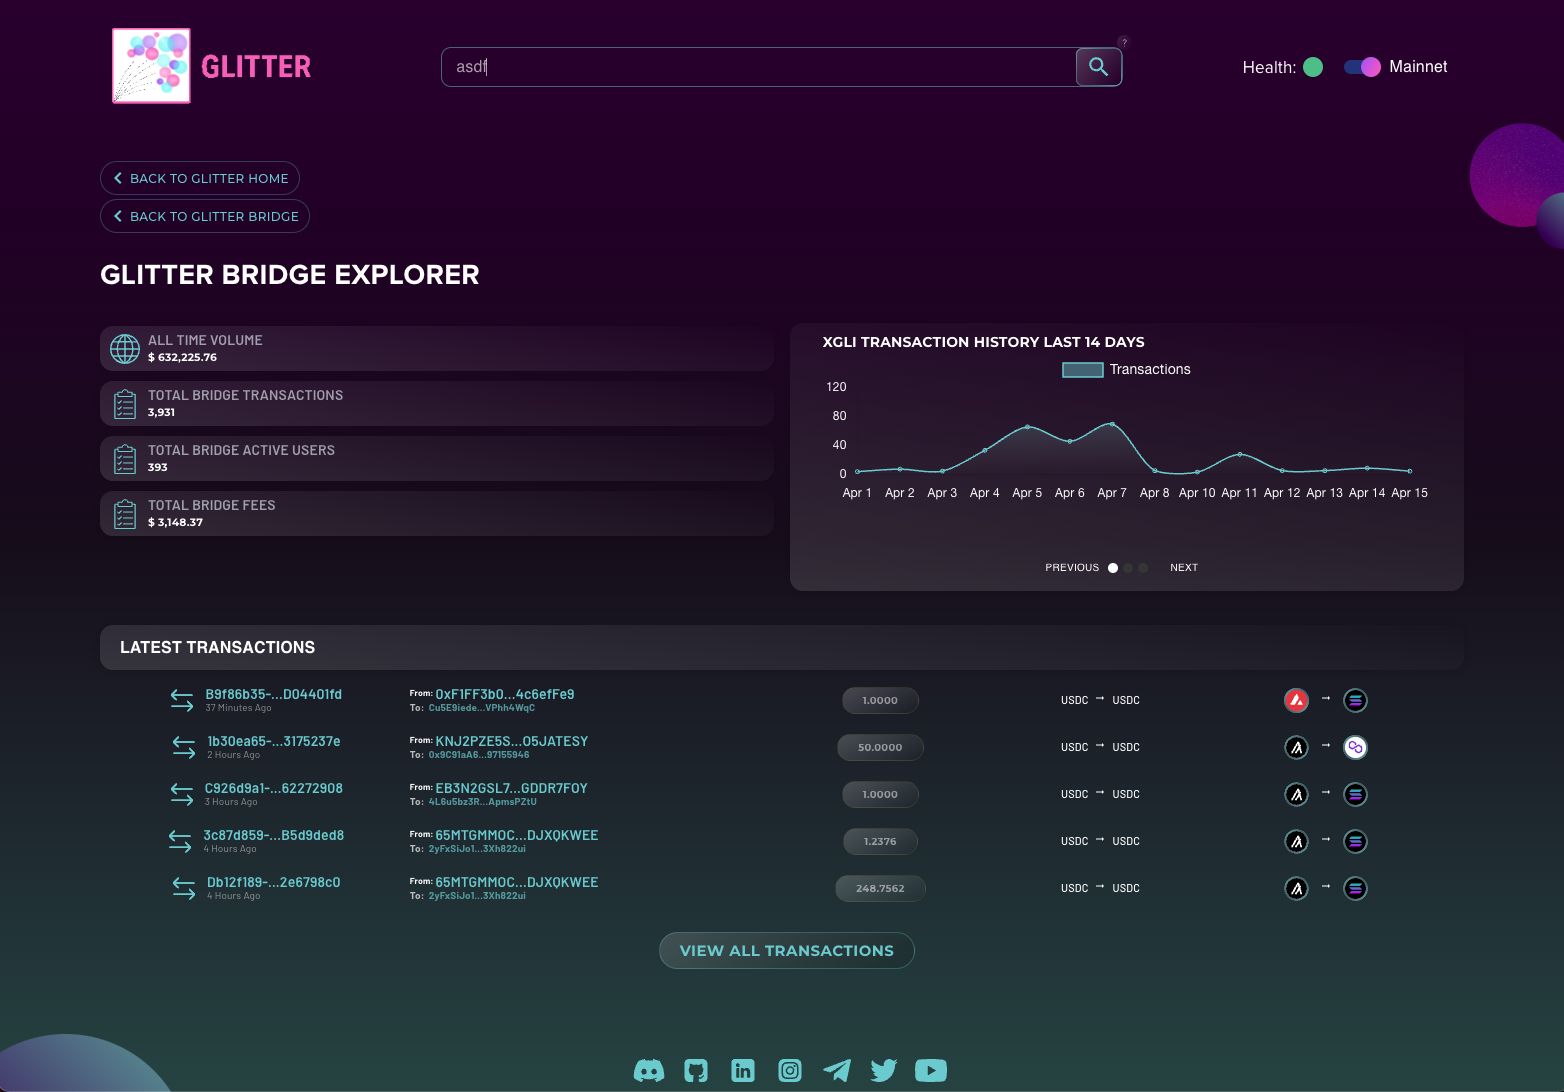 GLITTER
asdf
?
Health:
Mainnet
BACK TO GLITTER HOME
BACK TO GLITTER BRIDGE
GLITTER BRIDGE EXPLORER
ALL TIME VOLUME
$ 632,225.76
TOTAL BRIDGE TRANSACTIONS
3,931
TOTAL BRIDGE ACTIVE USERS
393
TOTAL BRIDGE FEES
$ 3,148.37
XGLI TRANSACTION HISTORY LAST 14 DAYS
Transactions
120
80
40
0
Apr 1 Apr 2 Apr 3 Apr 4 Apr 5 Apr 6 Apr 7 Apr 8 Apr 10 Apr 11 Apr 12 Apr 13 Apr 14 Apr 15
PREVIOUS NEXT
LATEST TRANSACTIONS
B9f86b35-...D04401fd From: 0xF1FF3b0...4c6efFe9 1.0000 USDC → USDC →
37 Minutes Ago To: Cu5E9iede...VPhh4WqC
1b30ea65-...3175237e From: KNJ2PZE5S...O5JATESY 50.0000 USDC → USDC →
2 Hours Ago To: 0x9C91aA6...97155946
C926d9a1-...62272908 From: EB3N2GSL7...GDDR7FOY 1.0000 USDC → USDC →
3 Hours Ago To: 4L6u5bz3R...ApmsPZtU
3c87d859-...B5d9ded8 From: 65MTGMMOC...DJXQKWEE 1.2376 USDC → USDC →
4 Hours Ago To: 2yFxSiJo1...3Xh822ui
Db12f189-...2e6798c0 From: 65MTGMMOC...DJXQKWEE 248.7562 USDC → USDC →
4 Hours Ago To: 2yFxSiJo1...3Xh822ui
VIEW ALL TRANSACTIONS
in